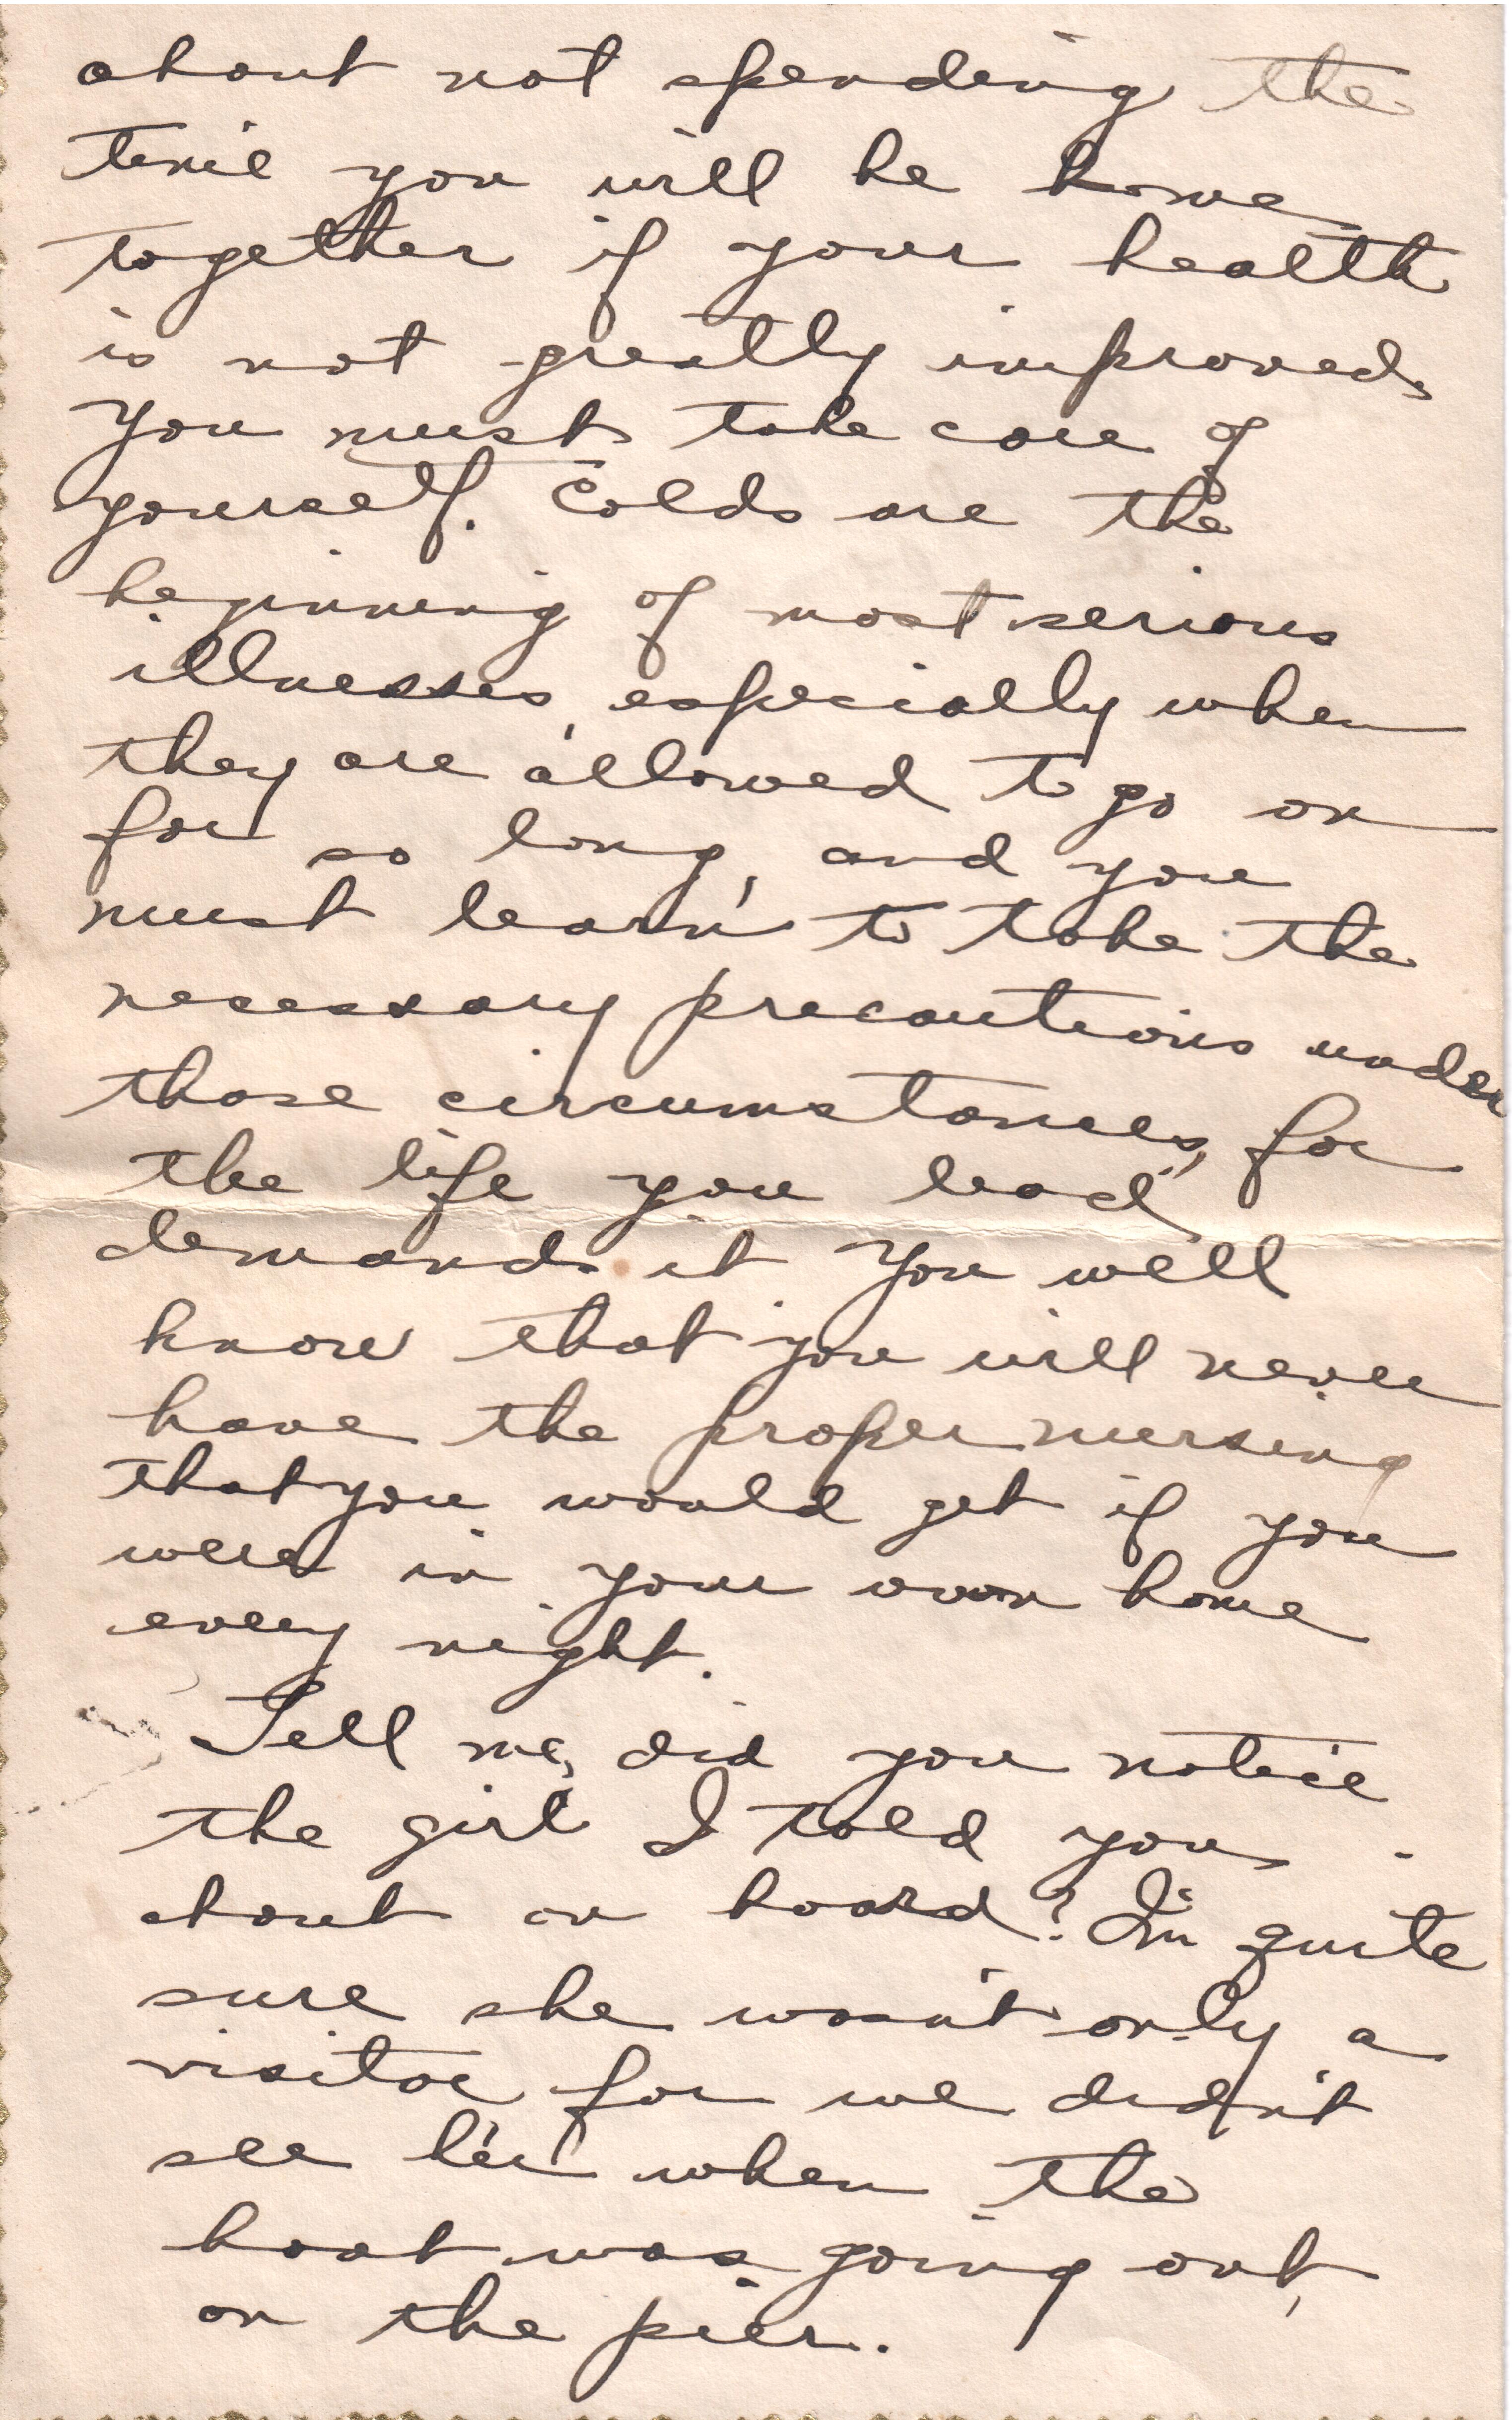 about not spending the
time you will be home
together if your health
is not greatly improved,
You must take care of
yourself. Colds are the
beginning of most serious
illnesses, especially when
they are allowed to go on
for so long, and you
must learn to take the
necessary precautions under
those circumstances, for
the life you lead
demands it. You well
know that you will never
have the proper nursing
that you would get if you
were in your own home
every night.
Tell me, did you notice
the girl I told you
about on board? I'm quite
sure she wasn't only a
visitor for we didn't
see her when the
boat was going out,
on the pier.